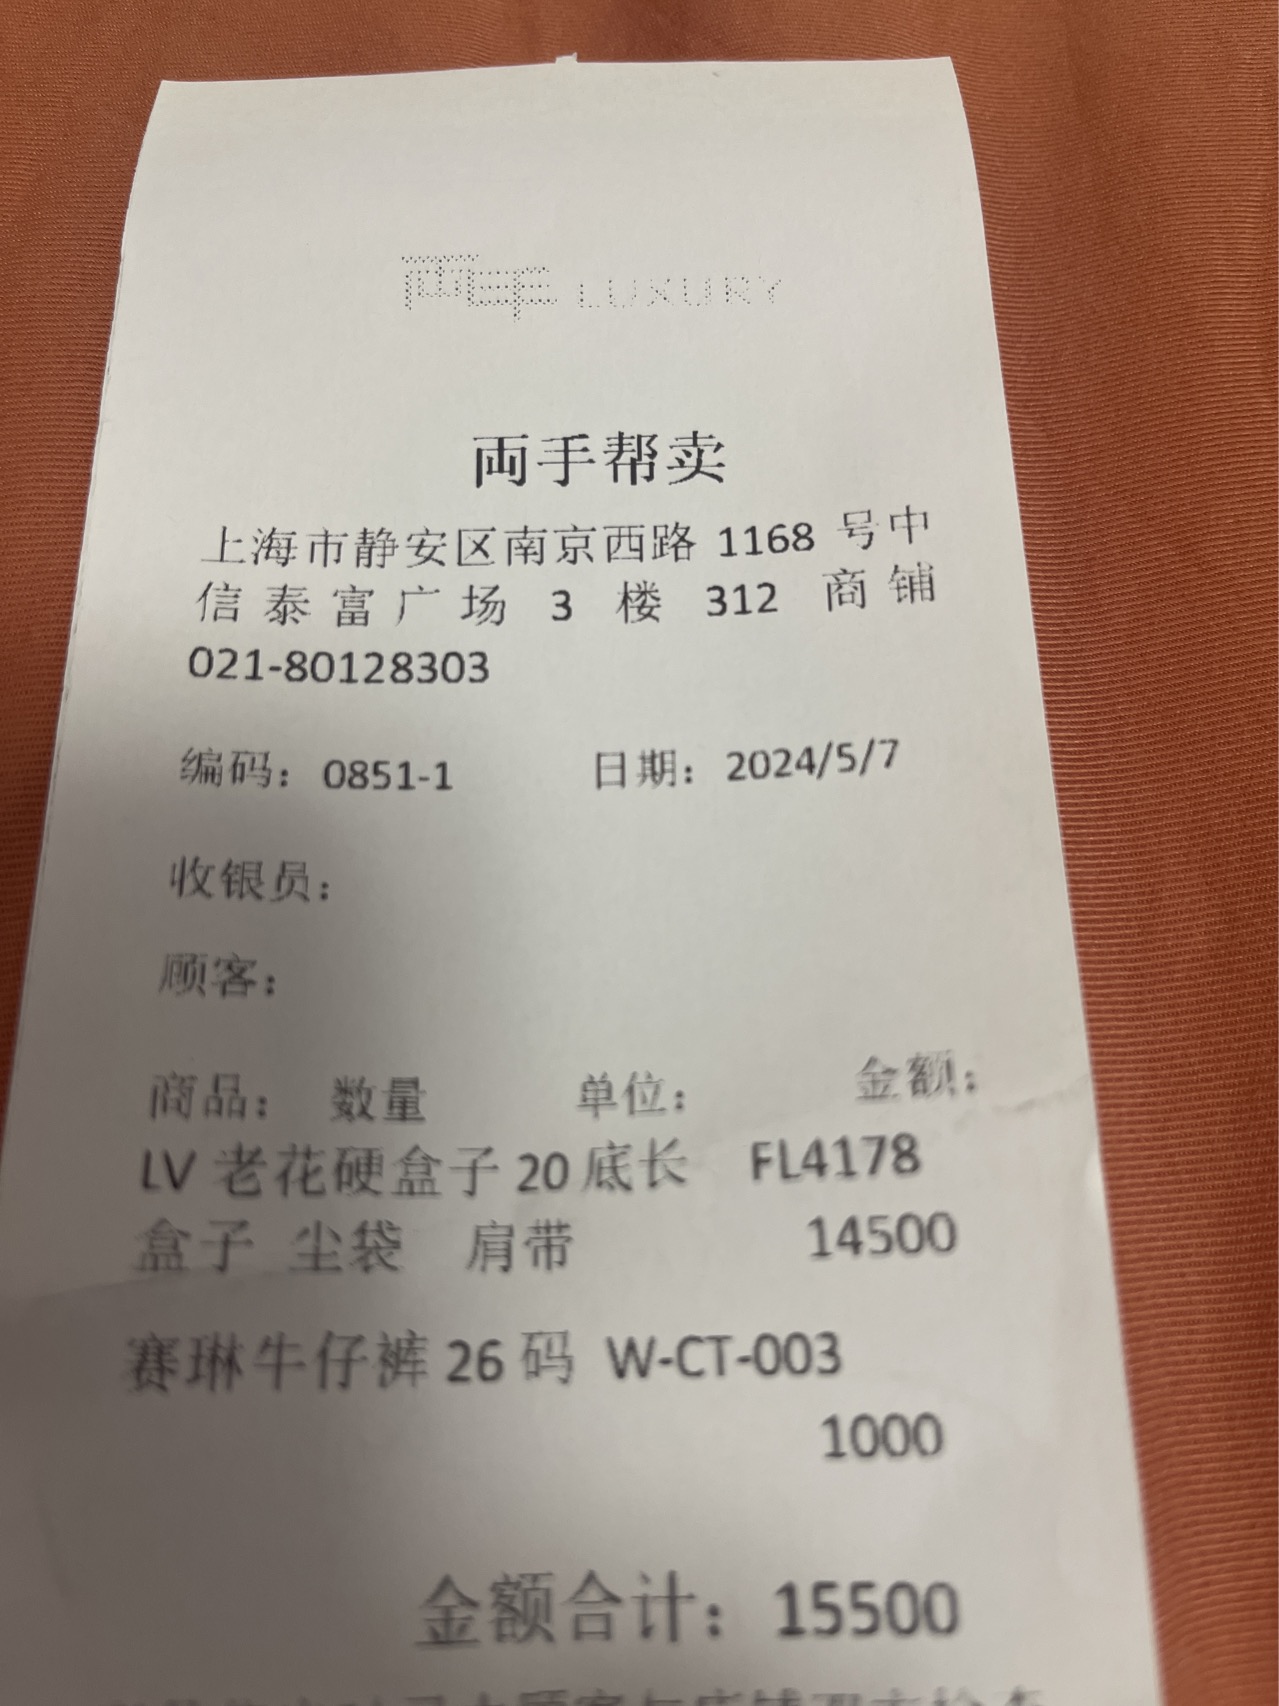 両手 LUXURY
両手帮卖
上海市静安区南京西路 1168 号中
信泰富广场 3 楼 312 商铺
021-80128303
编码：0851-1 日期：2024/5/7
收银员：
顾客：
商品： 数量 单位： 金额：
LV 老花硬盒子 20 底长 FL4178
盒子 尘袋 肩带 14500
赛琳牛仔裤 26 码 W-CT-003
1000
金额合计：15500